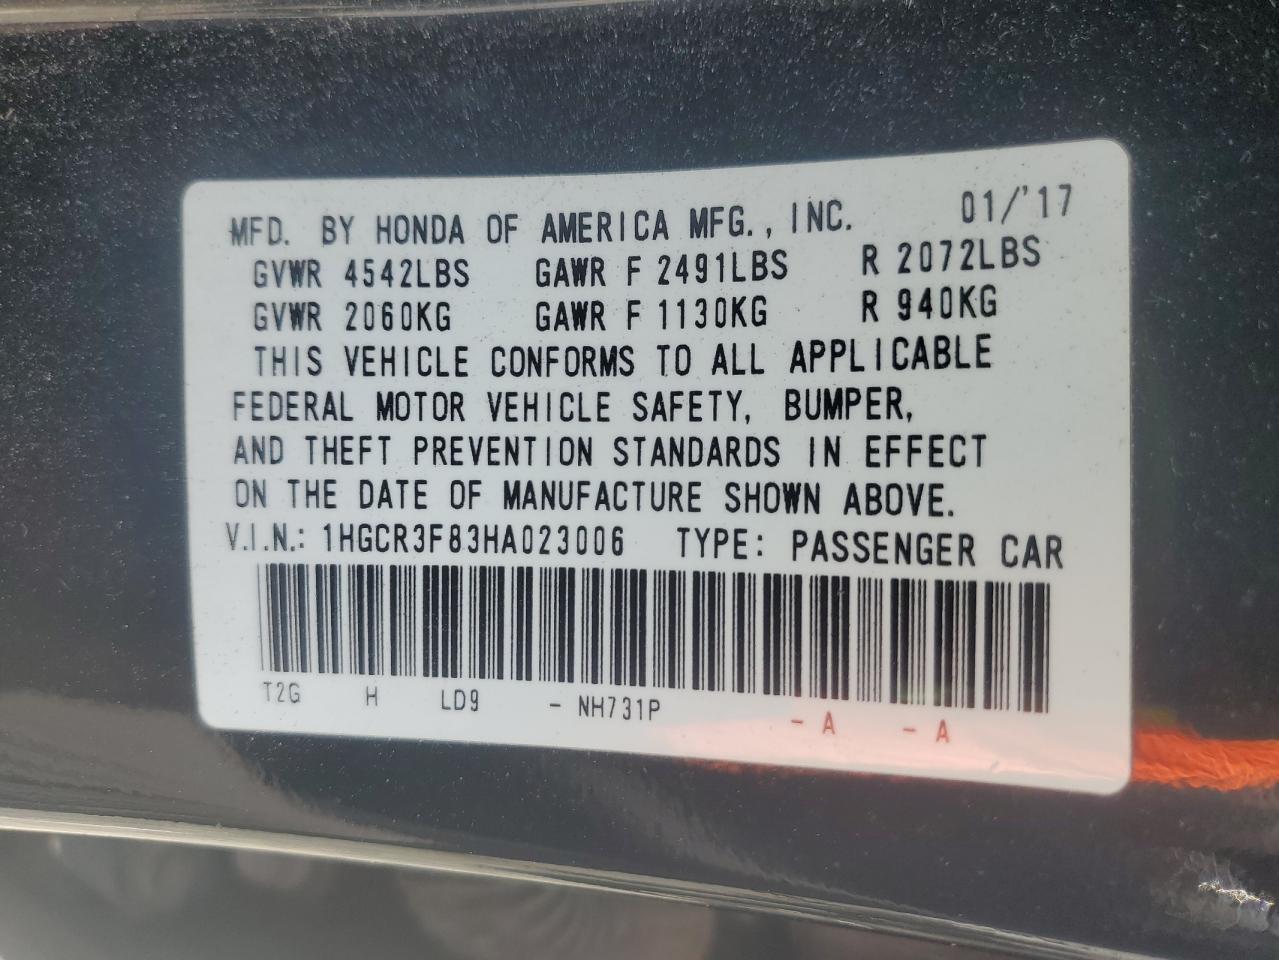 MFD. BY HONDA OF AMERICA MFG., INC. 01/'17
GVWR 4542LBS GAWR F 2491LBS R 2072LBS
GVWR 2060KG GAWR F 1130KG R 940KG
THIS VEHICLE CONFORMS TO ALL APPLICABLE
FEDERAL MOTOR VEHICLE SAFETY, BUMPER,
AND THEFT PREVENTION STANDARDS IN EFFECT
ON THE DATE OF MANUFACTURE SHOWN ABOVE.
V.I.N.: 1HGCR3F83HA023006 TYPE: PASSENGER CAR
T2G H LD9 - NH731P - A - A